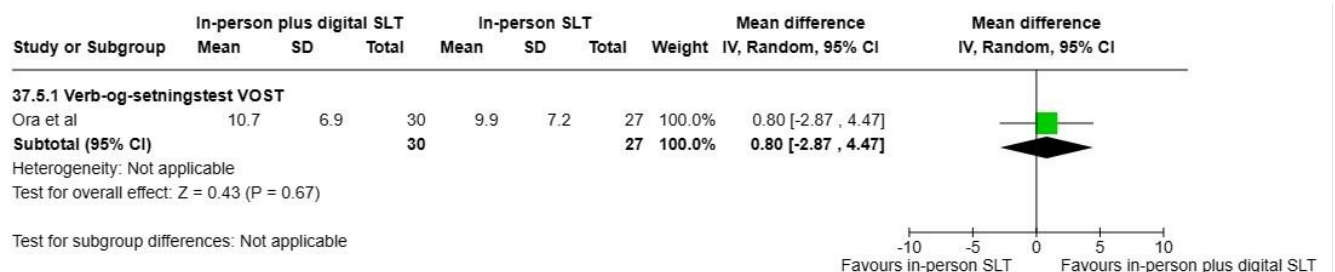 In-person plus digital SLT In-person SLT Mean difference Mean difference
Study or Subgroup Mean SD Total Mean SD Total Weight IV, Random, 95% CI IV, Random, 95% CI
37.5.1 Verb-og-setningstest VOST
Ora et al 10.7 6.9 30 9.9 7.2 27 100.0% 0.80 [-2.87 , 4.47]
Subtotal (95% CI) 30 27 100.0% 0.80 [-2.87 , 4.47]
Heterogeneity: Not applicable
Test for overall effect: Z = 0.43 (P = 0.67)
Test for subgroup differences: Not applicable
-10 -5 0 5 10
Favours in-person SLT Favours in-person plus digital SLT